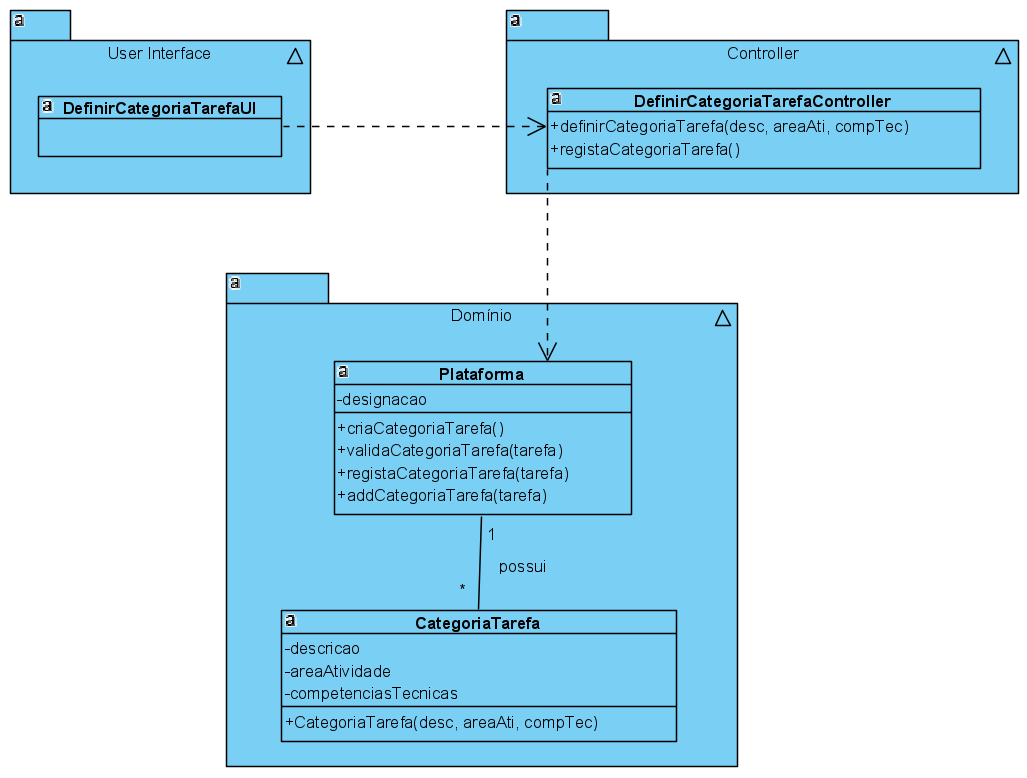 a
User Interface
a DefinirCategoriaTarefaUI
a
Controller
a DefinirCategoriaTarefaController
+definirCategoriaTarefa(desc, areaAti, compTec)
+registaCategoriaTarefa()
a
Domínio
a Plataforma
-designacao
+criaCategoriaTarefa()
+validaCategoriaTarefa(tarefa)
+registaCategoriaTarefa(tarefa)
+addCategoriaTarefa(tarefa)
1
possui
*
a CategoriaTarefa
-descricao
-areaAtividade
-competenciasTecnicas
+CategoriaTarefa(desc, areaAti, compTec)